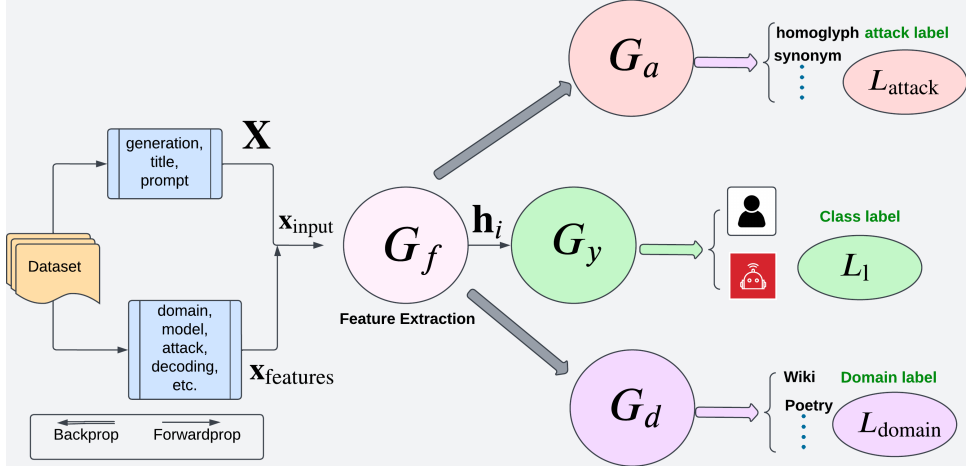 Dataset
generation,
title,
prompt
X
domain,
model,
attack,
decoding,
etc.
x_features
x_input
G_f
Feature Extraction
h_i
G_a
homoglyph attack label
synonym
L_attack
G_y
Class label
L_l
G_d
Wiki Domain label
Poetry
L_domain
Backprop Forwardprop